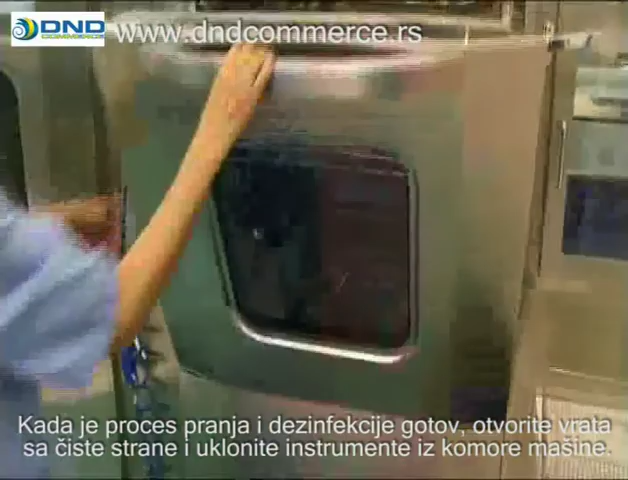 DND
COMMERCE
www.dndcommerce.rs
Kada je proces pranja i dezinfekcije gotov, otvorite vrata
sa čiste strane i uklonite instrumente iz komore mašine.